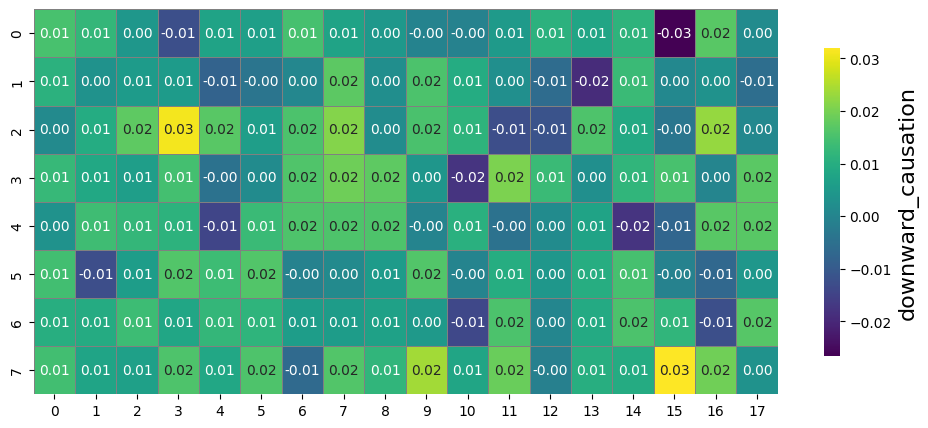 0 0.01 0.01 0.00 -0.01 0.01 0.01 0.01 0.01 0.00 -0.00 -0.00 0.01 0.01 0.01 0.01 -0.03 0.02 0.00
1 0.01 0.00 0.01 0.01 -0.01 -0.00 0.00 0.02 0.00 0.02 0.01 0.00 -0.01 -0.02 0.01 0.00 0.00 -0.01
2 0.00 0.01 0.02 0.03 0.02 0.01 0.02 0.02 0.00 0.02 0.01 -0.01 -0.01 0.02 0.01 -0.00 0.02 0.00
3 0.01 0.01 0.01 0.01 -0.00 0.00 0.02 0.02 0.02 0.00 -0.02 0.02 0.01 0.00 0.01 0.01 0.00 0.02
4 0.00 0.01 0.01 0.01 -0.01 0.01 0.02 0.02 0.02 -0.00 0.01 -0.00 0.00 0.01 -0.02 -0.01 0.02 0.02
5 0.01 -0.01 0.01 0.02 0.01 0.02 -0.00 0.00 0.01 0.02 -0.00 0.01 0.00 0.01 0.01 -0.00 -0.01 0.00
6 0.01 0.01 0.01 0.01 0.01 0.01 0.01 0.01 0.01 0.00 -0.01 0.02 0.00 0.01 0.02 0.01 -0.01 0.02
7 0.01 0.01 0.01 0.02 0.01 0.02 -0.01 0.02 0.01 0.02 0.01 0.02 -0.00 0.01 0.01 0.03 0.02 0.00
0 1 2 3 4 5 6 7 8 9 10 11 12 13 14 15 16 17
0.03
0.02
0.01
0.00
−0.01
−0.02
downward_causation